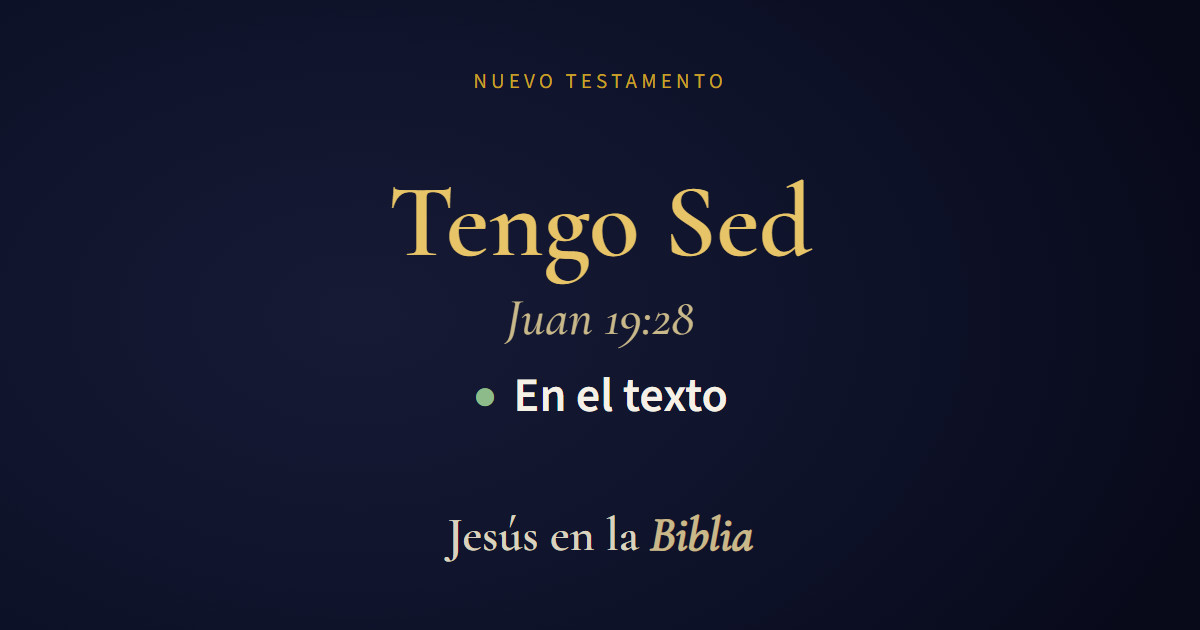 NUEVO TESTAMENTO
Tengo Sed
Juan 19:28
En el texto
Jesús en la Biblia